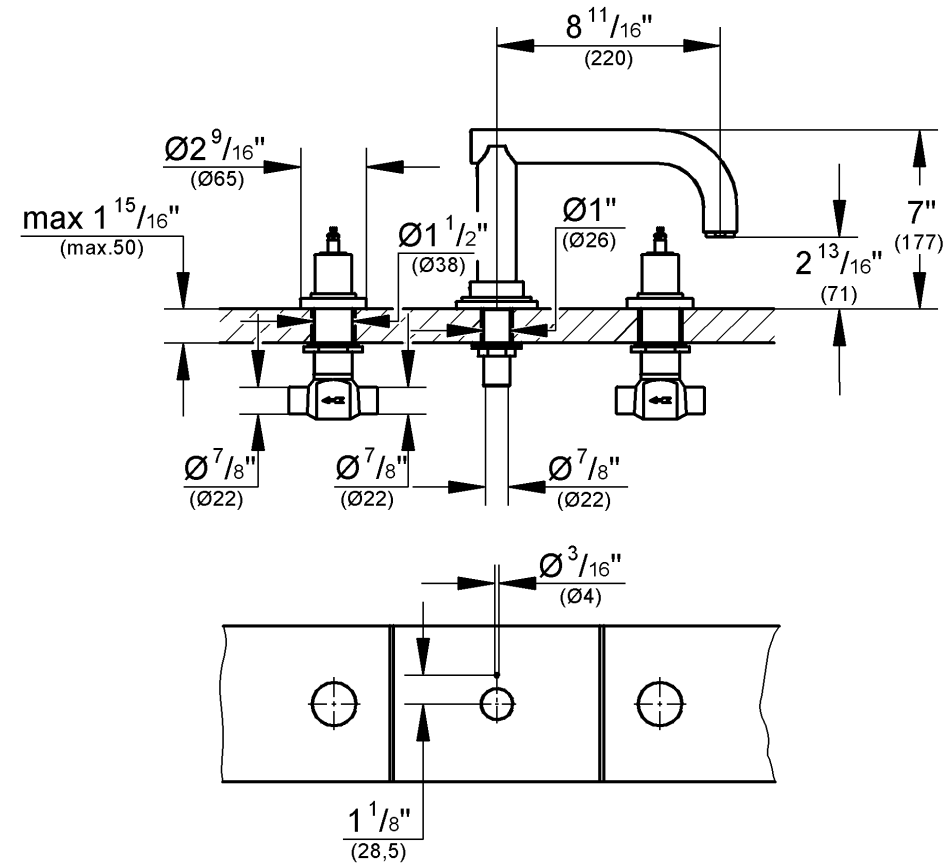 8 11/16"
(220)
Ø2 9/16"
(Ø65)
max 1 15/16"
(max.50)
Ø1 1/2"
(Ø38)
Ø1"
(Ø26)
7"
(177)
2 13/16"
(71)
Ø 7/8"
(Ø22)
Ø 7/8"
(Ø22)
Ø 7/8"
(Ø22)
Ø 3/16"
(Ø4)
1 1/8"
(28,5)